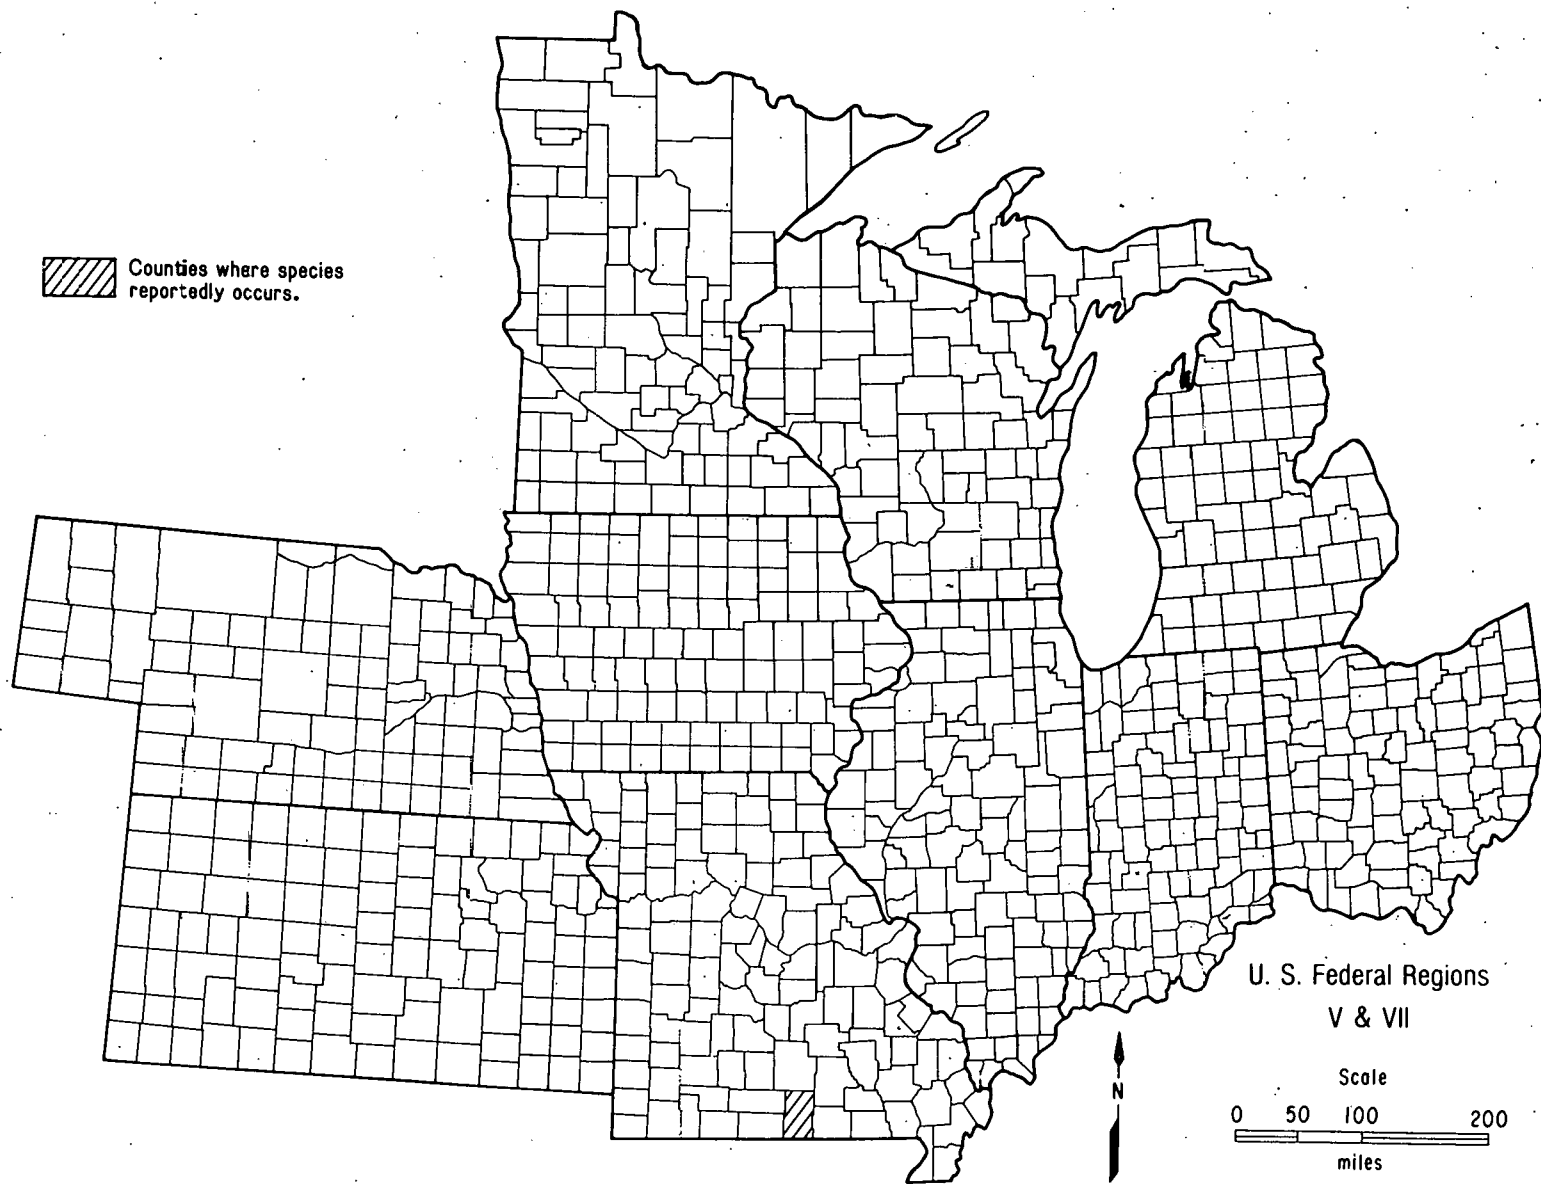 Counties where species
reportedly occurs.
U. S. Federal Regions
V & VII
Scale
0 50 100 200
miles
N